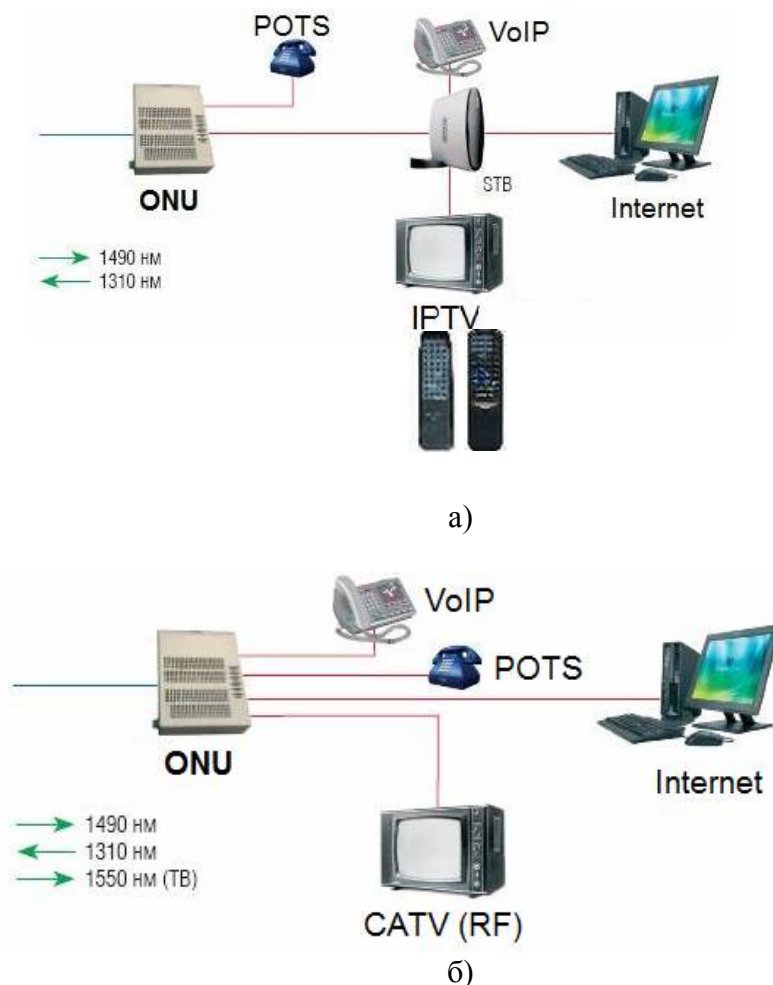 POTS
VoIP
ONU
STB
Internet
1490 нм
1310 нм
IPTV
а)
VoIP
POTS
ONU
Internet
1490 нм
1310 нм
1550 нм (ТВ)
CATV (RF)
б)